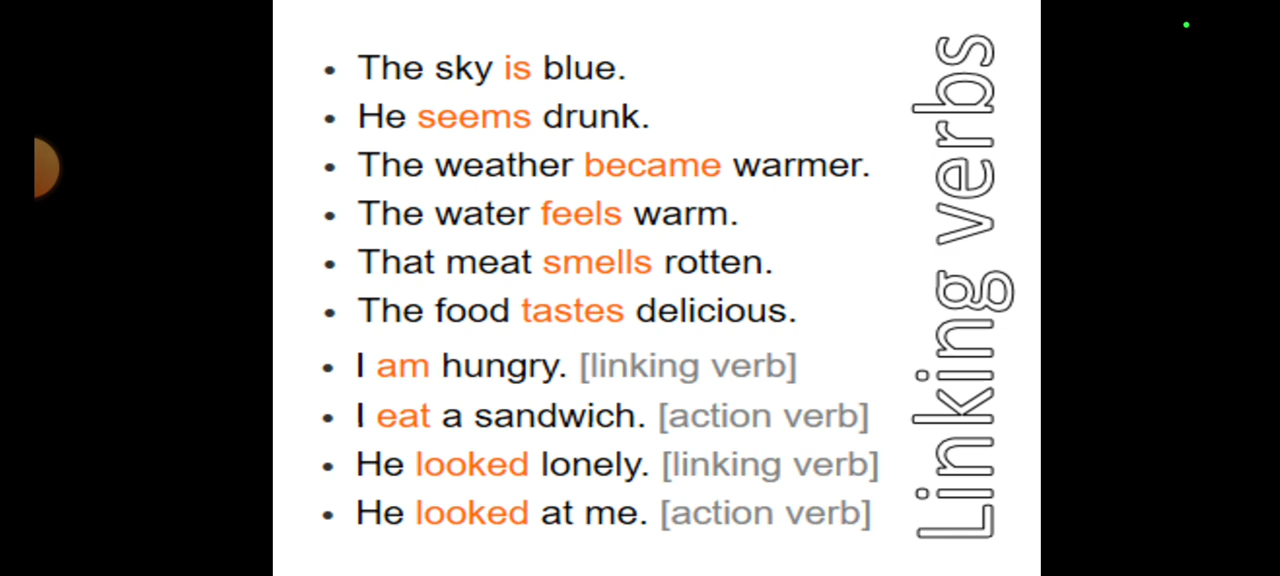 • The sky is blue.
• He seems drunk.
• The weather became warmer.
• The water feels warm.
• That meat smells rotten.
• The food tastes delicious.
• I am hungry. [linking verb]
• I eat a sandwich. [action verb]
• He looked lonely. [linking verb]
• He looked at me. [action verb]
Linking verbs